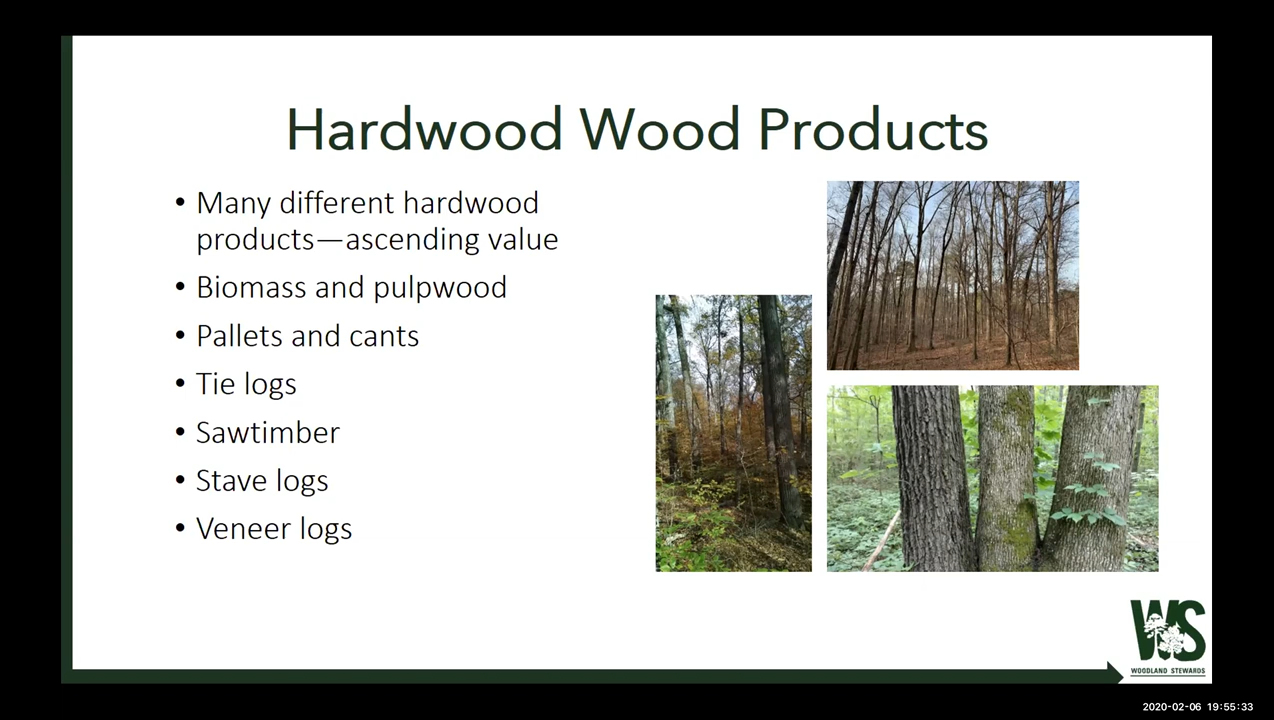 Hardwood Wood Products
• Many different hardwood
products—ascending value
• Biomass and pulpwood
• Pallets and cants
• Tie logs
• Sawtimber
• Stave logs
• Veneer logs
WS
WOODLAND STEWARDS
2020-02-06 19:55:33